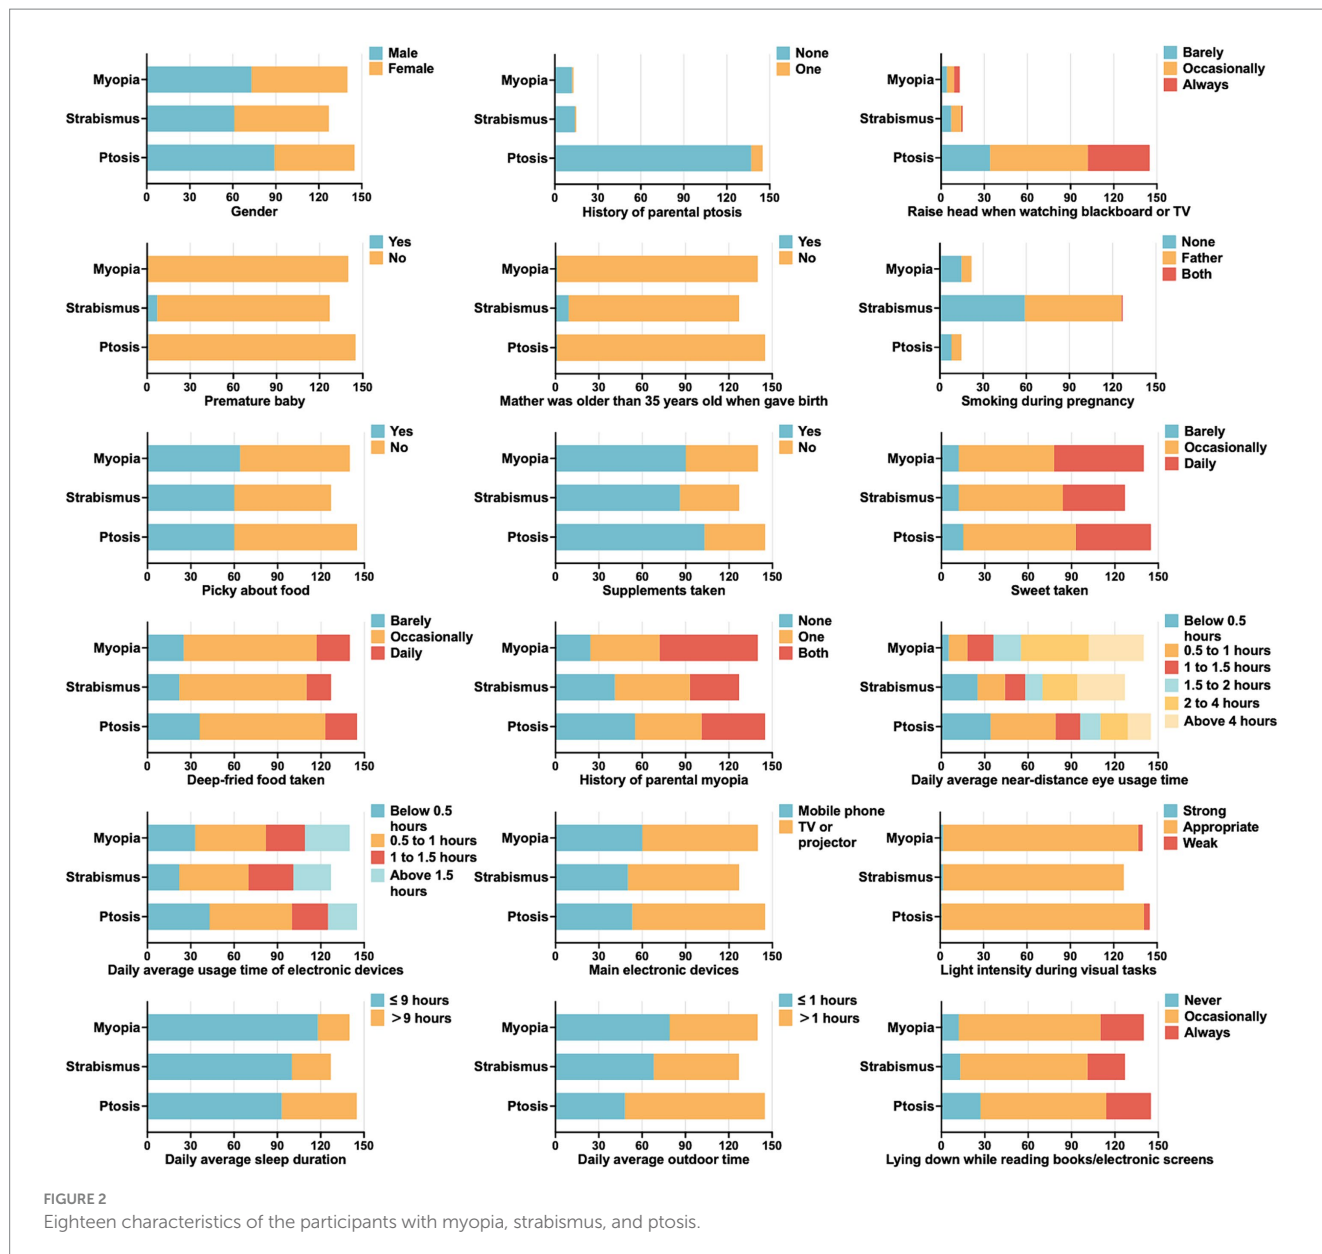 Male
Female
Myopia
Strabismus
Ptosis
0 30 60 90 120 150
Gender
None
One
Myopia
Strabismus
Ptosis
0 30 60 90 120 150
History of parental ptosis
Barely
Occasionally
Always
Myopia
Strabismus
Ptosis
0 30 60 90 120 150
Raise head when watching blackboard or TV
Yes
No
Myopia
Strabismus
Ptosis
0 30 60 90 120 150
Premature baby
Yes
No
Myopia
Strabismus
Ptosis
0 30 60 90 120 150
Mather was older than 35 years old when gave birth
None
Father
Both
Myopia
Strabismus
Ptosis
0 30 60 90 120 150
Smoking during pregnancy
Yes
No
Myopia
Strabismus
Ptosis
0 30 60 90 120 150
Picky about food
Yes
No
Myopia
Strabismus
Ptosis
0 30 60 90 120 150
Supplements taken
Barely
Occasionally
Daily
Myopia
Strabismus
Ptosis
0 30 60 90 120 150
Sweet taken
Barely
Occasionally
Daily
Myopia
Strabismus
Ptosis
0 30 60 90 120 150
Deep-fried food taken
None
One
Both
Myopia
Strabismus
Ptosis
0 30 60 90 120 150
History of parental myopia
Below 0.5
hours
0.5 to 1 hours
1 to 1.5 hours
1.5 to 2 hours
2 to 4 hours
Above 4 hours
Myopia
Strabismus
Ptosis
0 30 60 90 120 150
Daily average near-distance eye usage time
Below 0.5
hours
0.5 to 1 hours
1 to 1.5 hours
Above 1.5
hours
Myopia
Strabismus
Ptosis
0 30 60 90 120 150
Daily average usage time of electronic devices
Mobile phone
TV or
projector
Myopia
Strabismus
Ptosis
0 30 60 90 120 150
Main electronic devices
Strong
Appropriate
Weak
Myopia
Strabismus
Ptosis
0 30 60 90 120 150
Light intensity during visual tasks
≤ 9 hours
> 9 hours
Myopia
Strabismus
Ptosis
0 30 60 90 120 150
Daily average sleep duration
≤ 1 hours
> 1 hours
Myopia
Strabismus
Ptosis
0 30 60 90 120 150
Daily average outdoor time
Never
Occasionally
Always
Myopia
Strabismus
Ptosis
0 30 60 90 120 150
Lying down while reading books/electronic screens
FIGURE 2
Eighteen characteristics of the participants with myopia, strabismus, and ptosis.